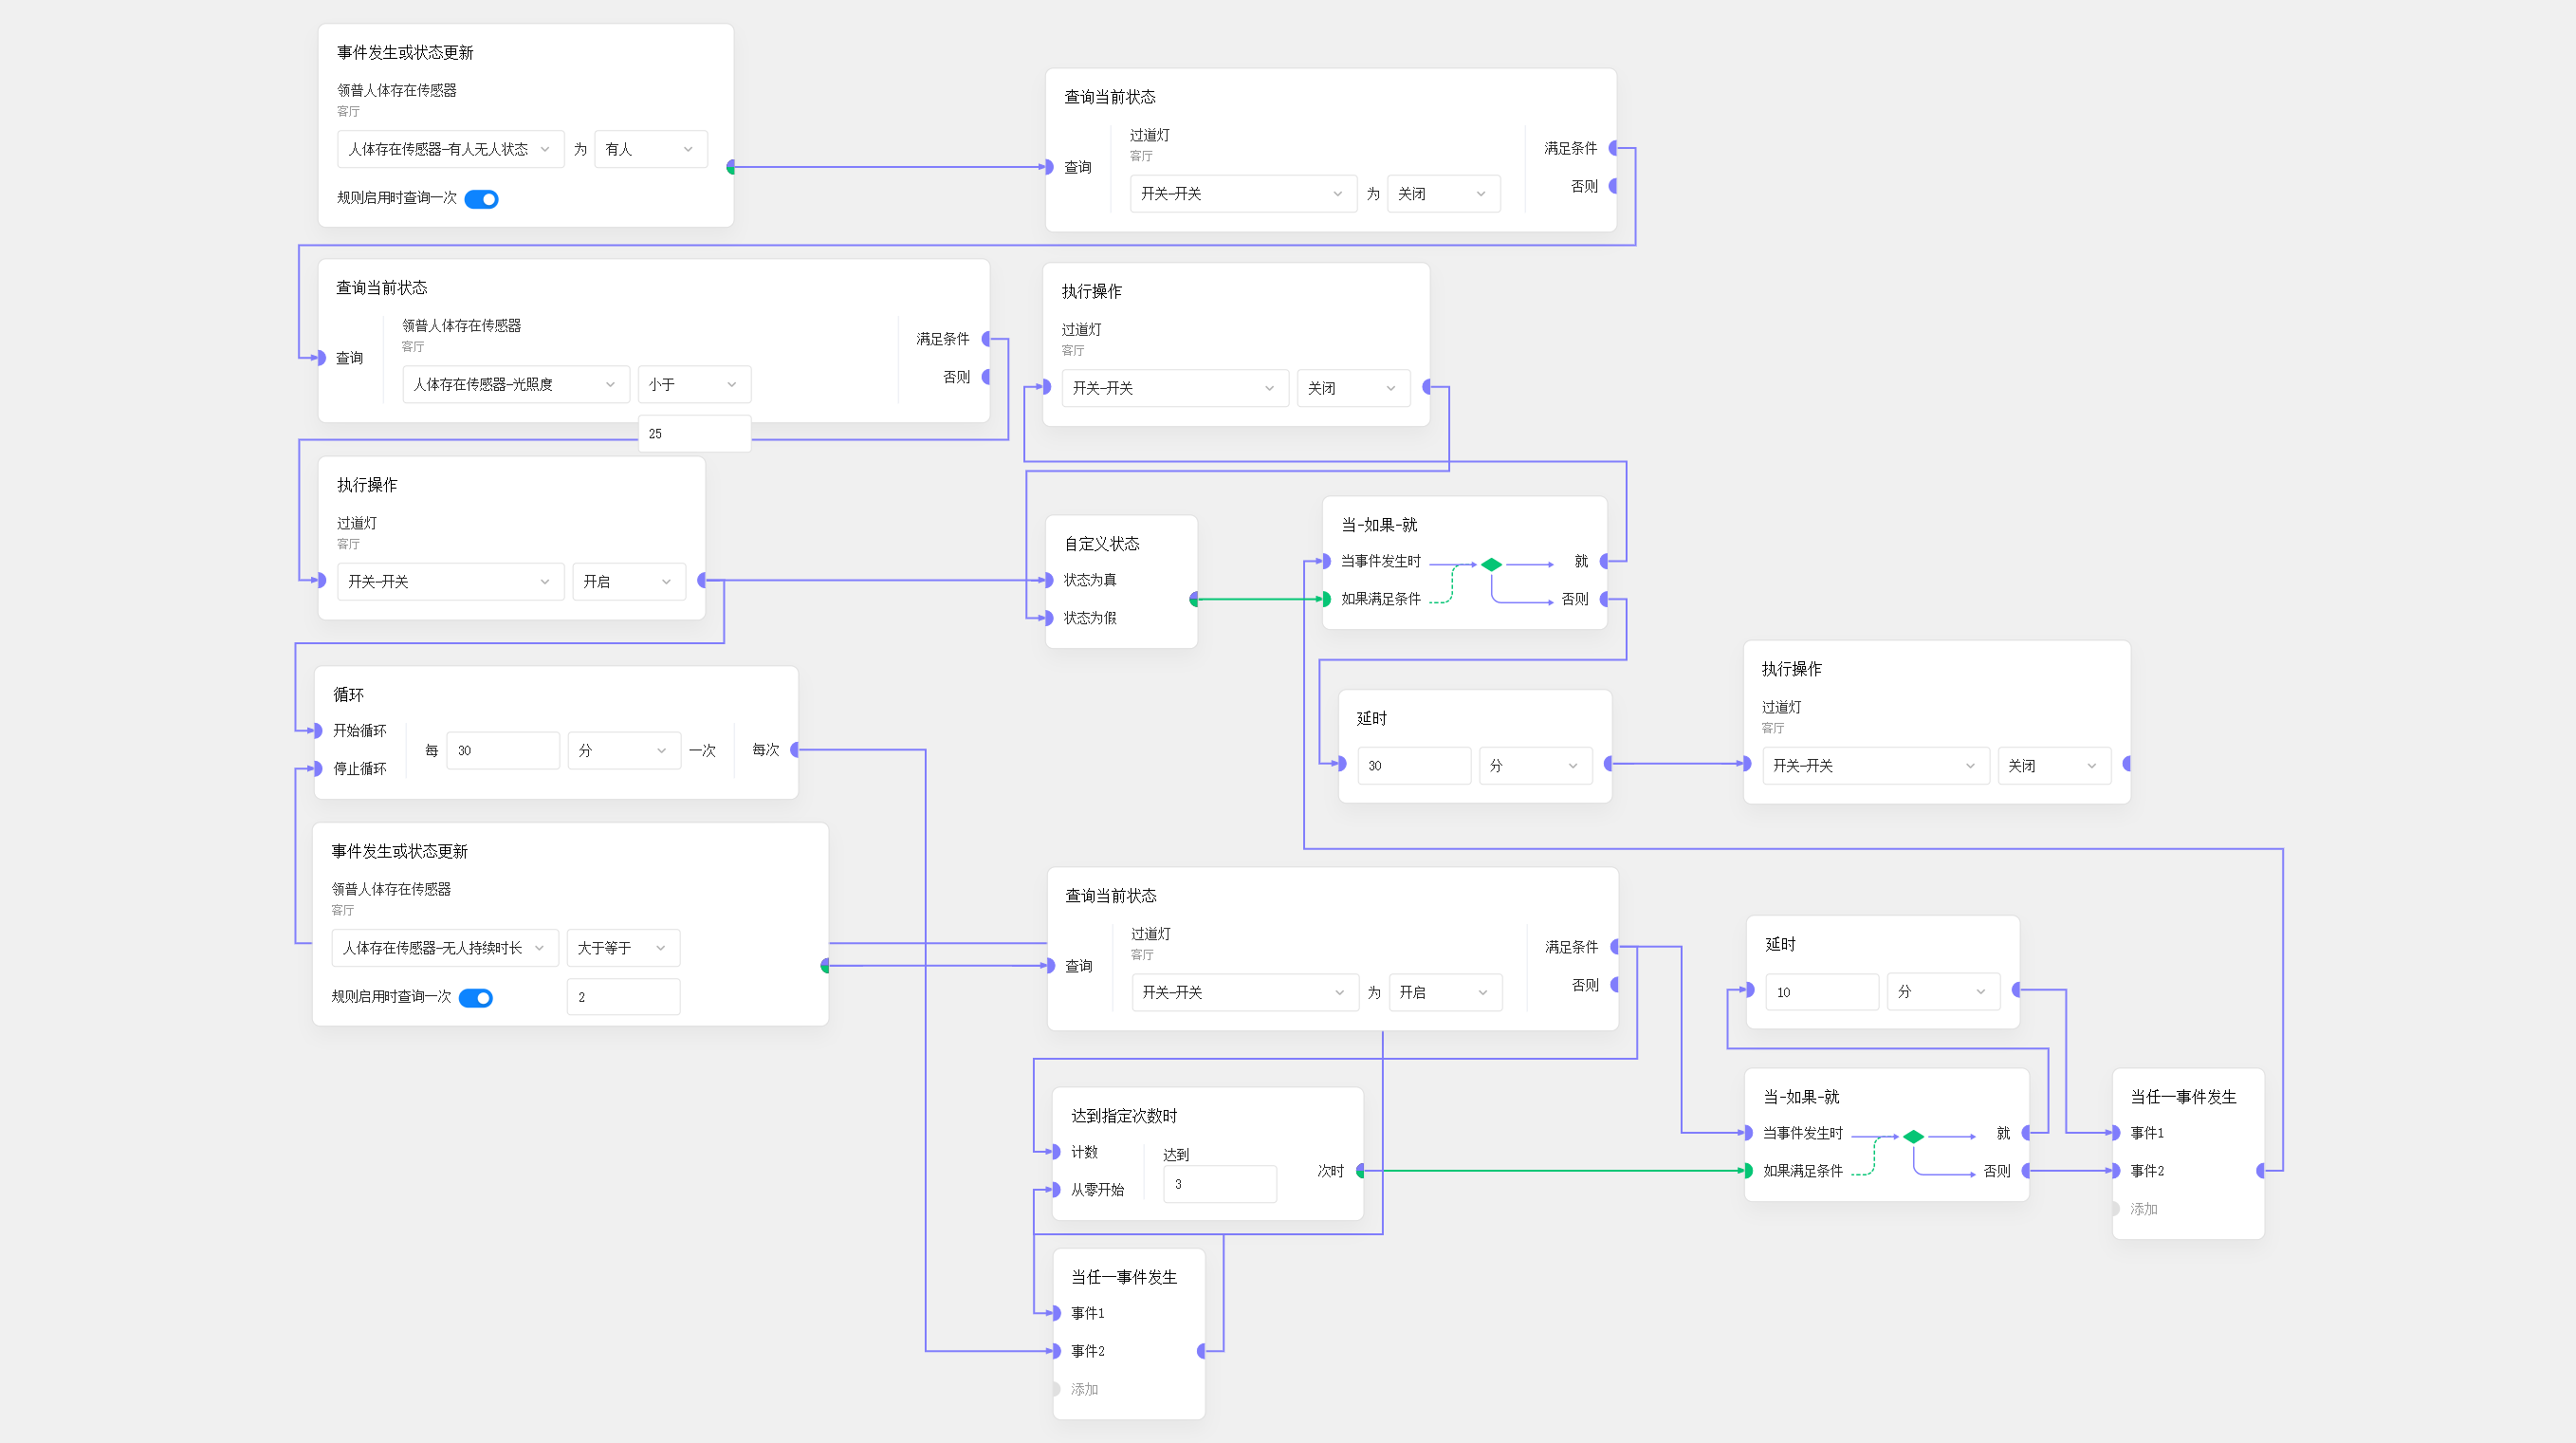 事件发生或状态更新
领普人体存在传感器
客厅
人体存在传感器-有人无人状态 为 有人
规则启用时查询一次
查询当前状态
过道灯
客厅
查询
开关-开关 为 关闭
满足条件
否则
查询当前状态
领普人体存在传感器
客厅
查询
人体存在传感器-光照度 小于
25
满足条件
否则
执行操作
过道灯
客厅
开关-开关 关闭
执行操作
过道灯
客厅
开关-开关 开启
自定义状态
状态为真
状态为假
当-如果-就
当事件发生时 就
如果满足条件 否则
循环
开始循环
停止循环
每 30 分 一次 每次
延时
30 分
执行操作
过道灯
客厅
开关-开关 关闭
事件发生或状态更新
领普人体存在传感器
客厅
人体存在传感器-无人持续时长 大于等于
规则启用时查询一次 2
查询当前状态
过道灯
客厅
查询
开关-开关 为 开启
满足条件
否则
延时
10 分
达到指定次数时
计数
从零开始
达到
3
次时
当-如果-就
当事件发生时 就
如果满足条件 否则
当任一事件发生
事件1
事件2
添加
当任一事件发生
事件1
事件2
添加